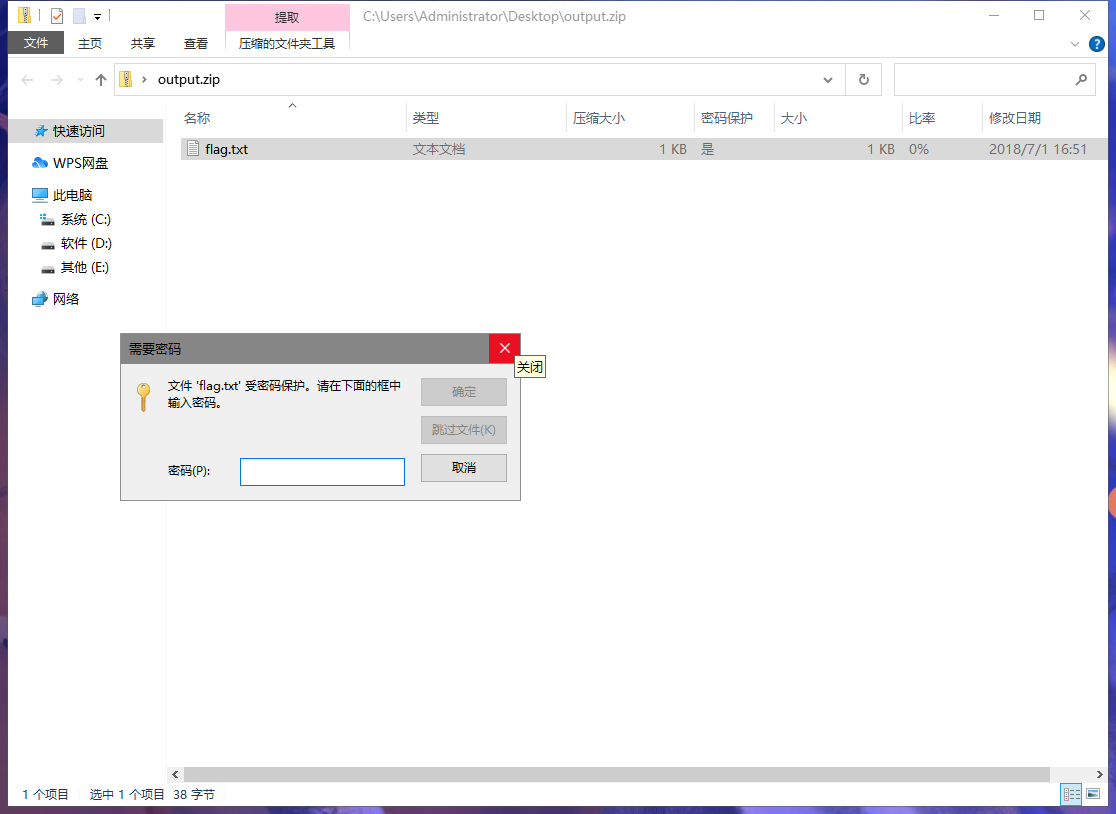 提取
C:\Users\Administrator\Desktop\output.zip
文件
主页
共享
查看
压缩的文件夹工具
output.zip
名称
类型
压缩大小
密码保护
大小
比率
修改日期
快速访问
flag.txt
文本文档
1 KB
是
1 KB
0%
2018/7/1 16:51
WPS网盘
此电脑
系统 (C:)
软件 (D:)
其他 (E:)
网络
需要密码
关闭
文件 'flag.txt' 受密码保护。请在下面的框中
输入密码。
确定
跳过文件(K)
密码(P):
取消
1 个项目
选中 1 个项目
38 字节